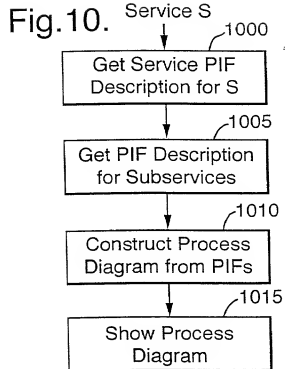 Fig.10.
Service S
1000
Get Service PIF
Description for S
1005
Get PIF Description
for Subservices
1010
Construct Process
Diagram from PIFs
1015
Show Process
Diagram